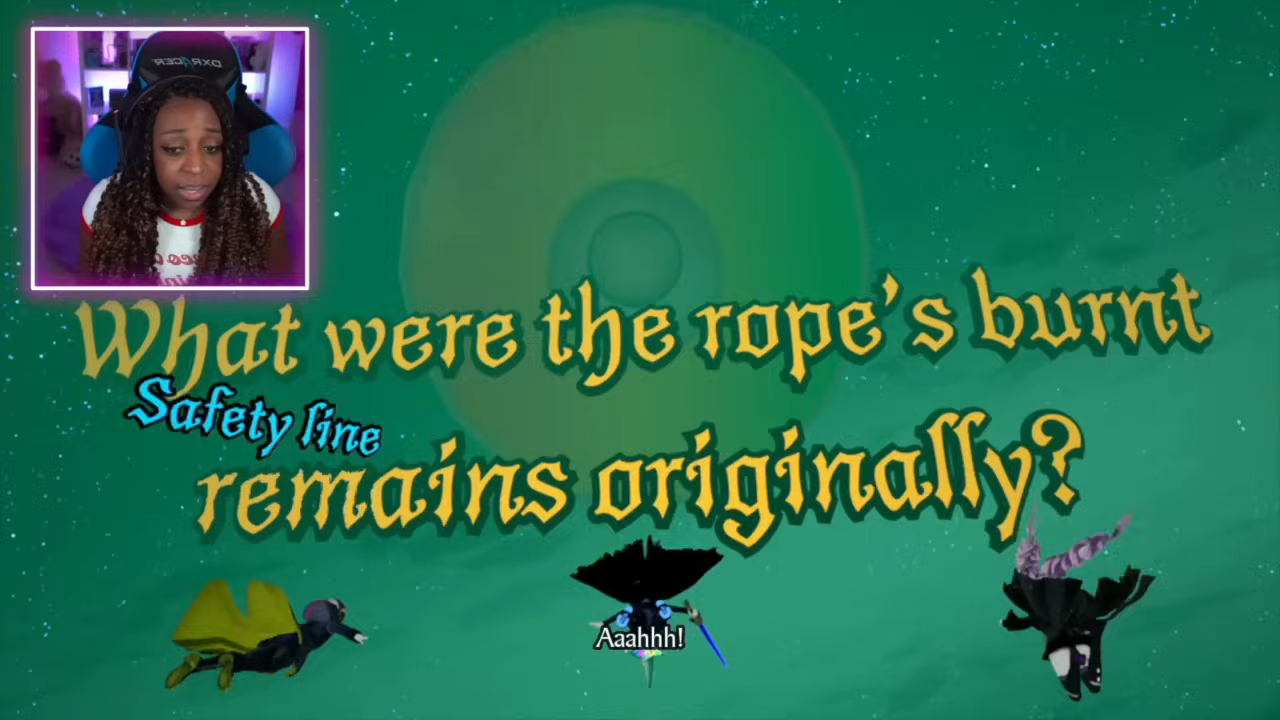 DXRACER
What were the rope's burnt
Safety line
remains originally?
Aaahhh!